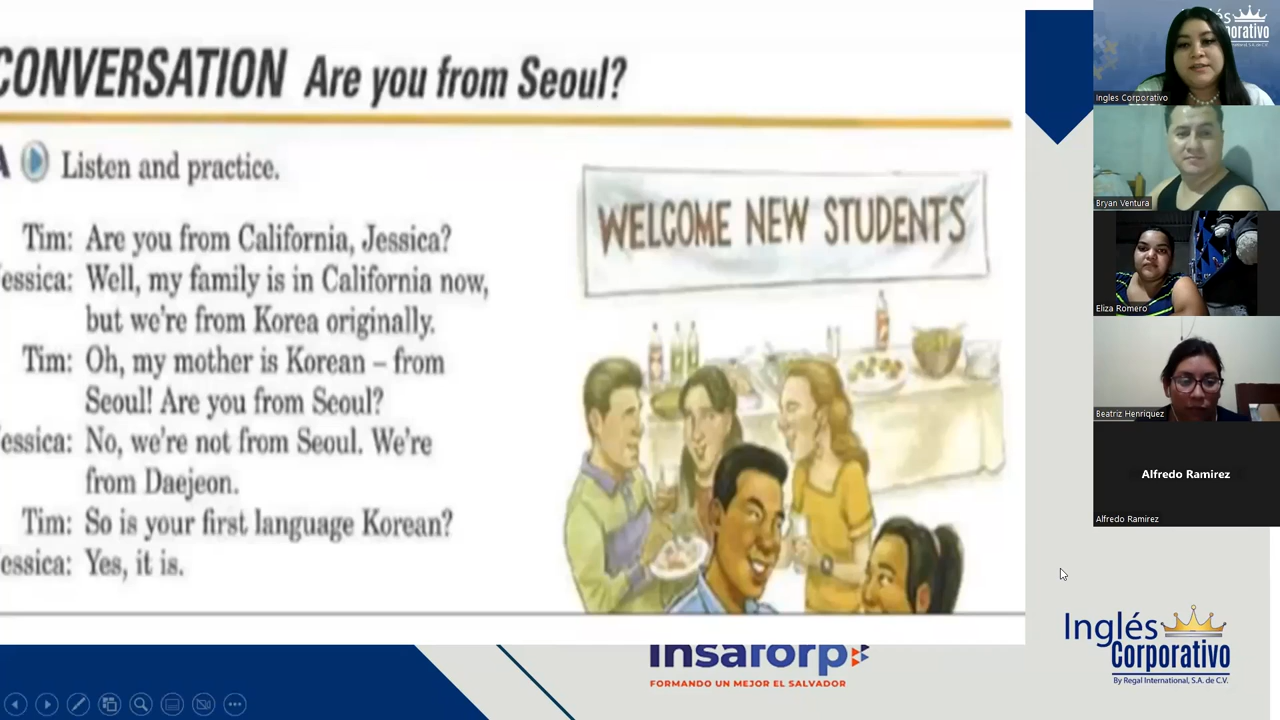 CONVERSATION Are you from Seoul?
A Listen and practice.
WELCOME NEW STUDENTS
Tim: Are you from California, Jessica?
essica: Well, my family is in California now,
but we're from Korea originally.
Tim: Oh, my mother is Korean – from
Seoul! Are you from Seoul?
essica: No, we're not from Seoul. We're
from Daejeon.
Tim: So is your first language Korean?
essica: Yes, it is.
insaforp
FORMANDO UN MEJOR EL SALVADOR
Ingles Corporativo
Bryan Ventura
Eliza Romero
Beatriz Henriquez
Alfredo Ramirez
Alfredo Ramirez
Inglés
Corporativo
By Regal International, S.A. de C.V.